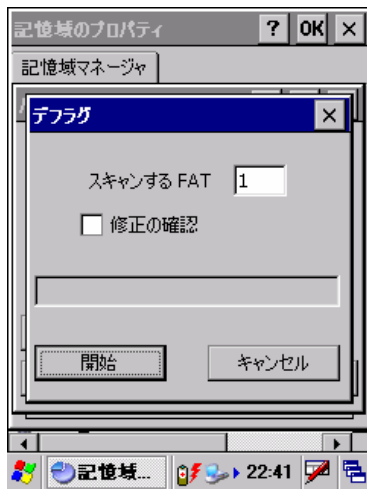 記憶域のプロパティ ? OK ×
記憶域マネージャ
デフラグ ×
スキャンする FAT 1
修正の確認
開始 キャンセル
記憶域... 22:41